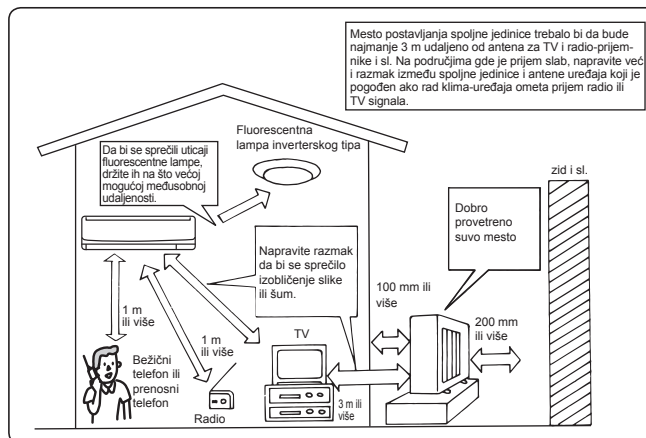 Mesto postavljanja spoljne jedinice trebalo bi da bude
najmanje 3 m udaljeno od antena za TV i radio-prijem-
nike i sl. Na područjima gde je prijem slab, napravite već
i razmak između spoljne jedinice i antene uređaja koji je
pogođen ako rad klima-uređaja ometa prijem radio ili
TV signala.
Fluorescentna
lampa inverterskog tipa
Da bi se sprečili uticaji
fluorescentne lampe,
držite ih na što većoj
mogućoj međusobnoj
udaljenosti.
zid i sl.
Dobro
provetreno
suvo mesto
Napravite razmak
da bi se sprečilo
izobličenje slike
ili šum.
100 mm ili
više
200 mm
ili više
1 m
ili više
1 m
ili više
TV
Bežični
telefon ili
prenosni
telefon
Radio
3 m ili
više